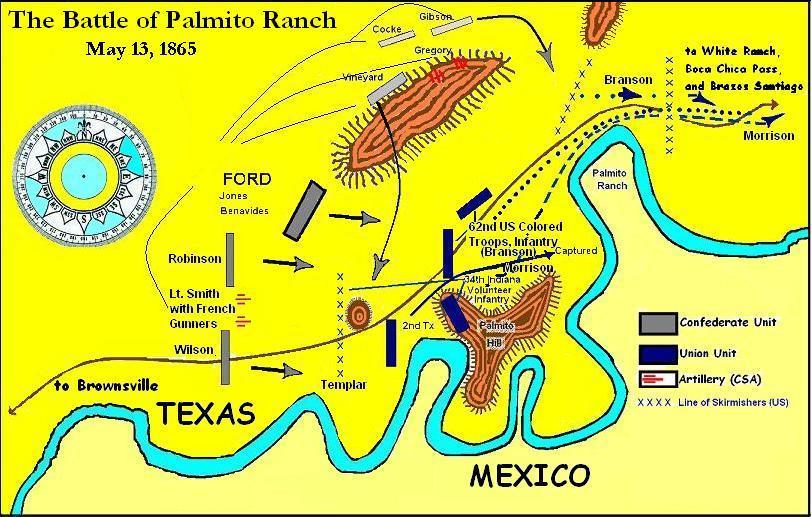 The Battle of Palmito Ranch
May 13, 1865
Gibson
Cocke
Gregory
Vineyard
Branson
to White Ranch,
Boca Chica Pass,
and Brazos Santiago
Morrison
Palmito
Ranch
FORD
Jones
Benavides
62nd US Colored
Troops, Infantry
(Branson)
Captured
Morrison
34th Indiana
Volunteer
Infantry
Robinson
Lt. Smith
with French
Gunners
2nd Tx
Palmito
Hill
Wilson
Templar
to Brownsville
TEXAS
MEXICO
Confederate Unit
Union Unit
Artillery (CSA)
XXXX Line of Skirmishers (US)